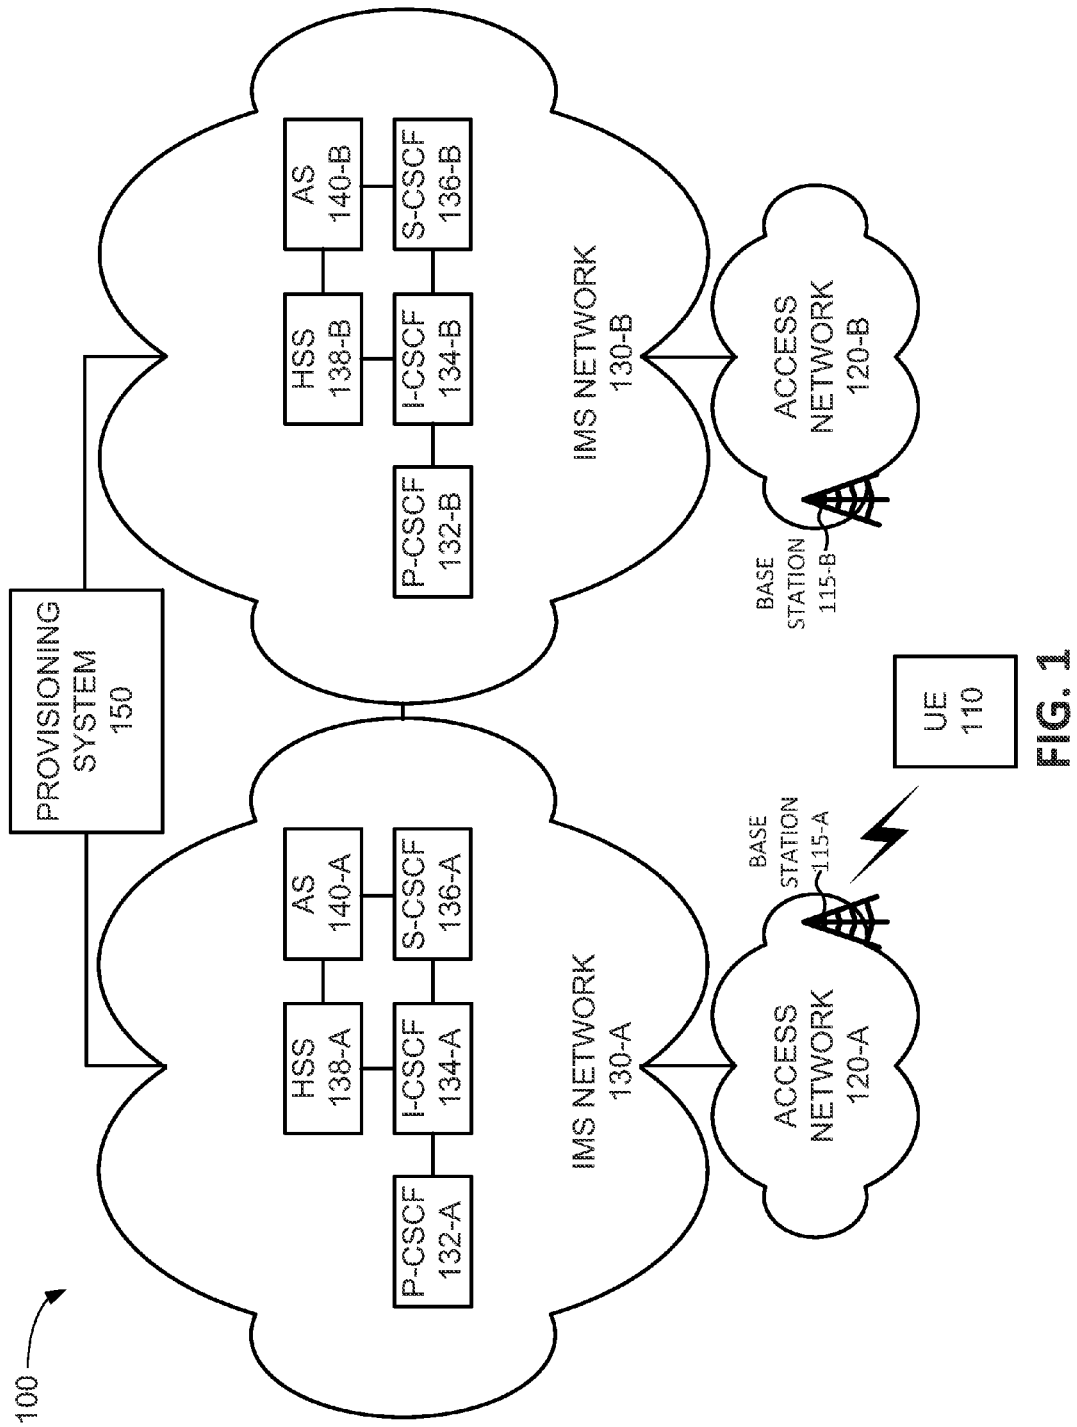 100
PROVISIONING
SYSTEM
150
HSS
138-A
AS
140-A
P-CSCF
132-A
I-CSCF
134-A
S-CSCF
136-A
IMS NETWORK
130-A
HSS
138-B
AS
140-B
P-CSCF
132-B
I-CSCF
134-B
S-CSCF
136-B
IMS NETWORK
130-B
ACCESS
NETWORK
120-A
BASE
STATION
115-A
BASE
STATION
115-B
ACCESS
NETWORK
120-B
UE
110
FIG. 1